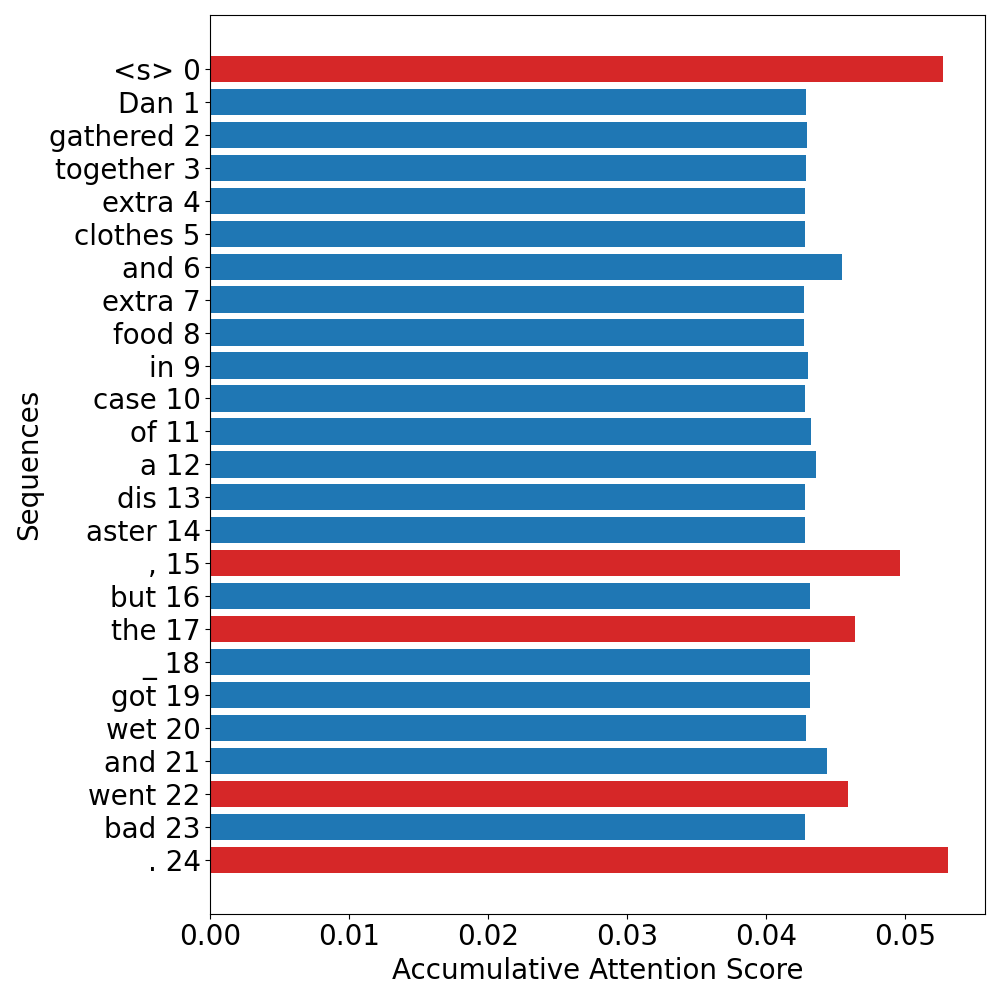 <s> 0
Dan 1
gathered 2
together 3
extra 4
clothes 5
and 6
extra 7
food 8
in 9
case 10
of 11
a 12
dis 13
aster 14
, 15
but 16
the 17
_ 18
got 19
wet 20
and 21
went 22
bad 23
. 24
Sequences
0.00 0.01 0.02 0.03 0.04 0.05
Accumulative Attention Score